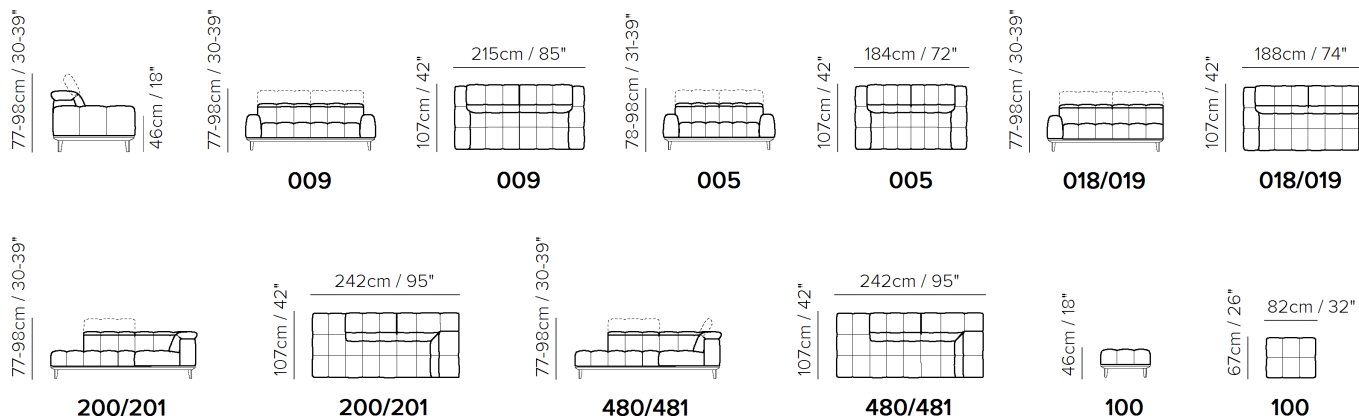 77-98cm / 30-39"
46cm / 18"
77-98cm / 30-39"
009
107cm / 42"
215cm / 85"
009
78-98cm / 31-39"
005
107cm / 42"
184cm / 72"
005
77-98cm / 30-39"
018/019
107cm / 42"
188cm / 74"
018/019
77-98cm / 30-39"
200/201
107cm / 42"
242cm / 95"
200/201
77-98cm / 30-39"
480/481
107cm / 42"
242cm / 95"
480/481
46cm / 18"
100
67cm / 26"
82cm / 32"
100